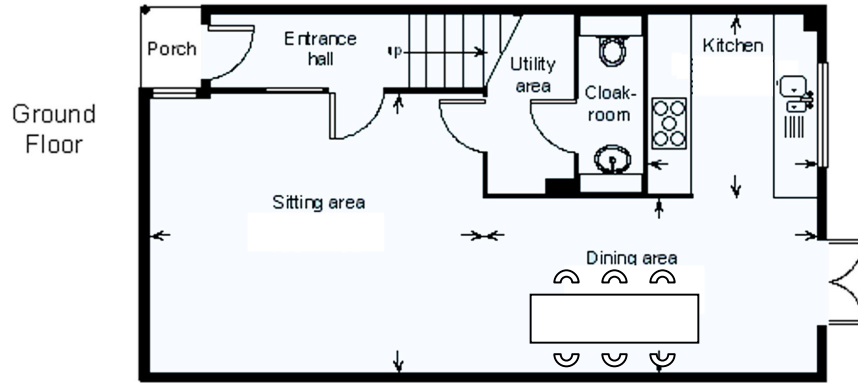 Ground
Floor
Porch
Entrance
hall
up
Utility
area
Cloak-
room
Kitchen
Sitting area
Dining area